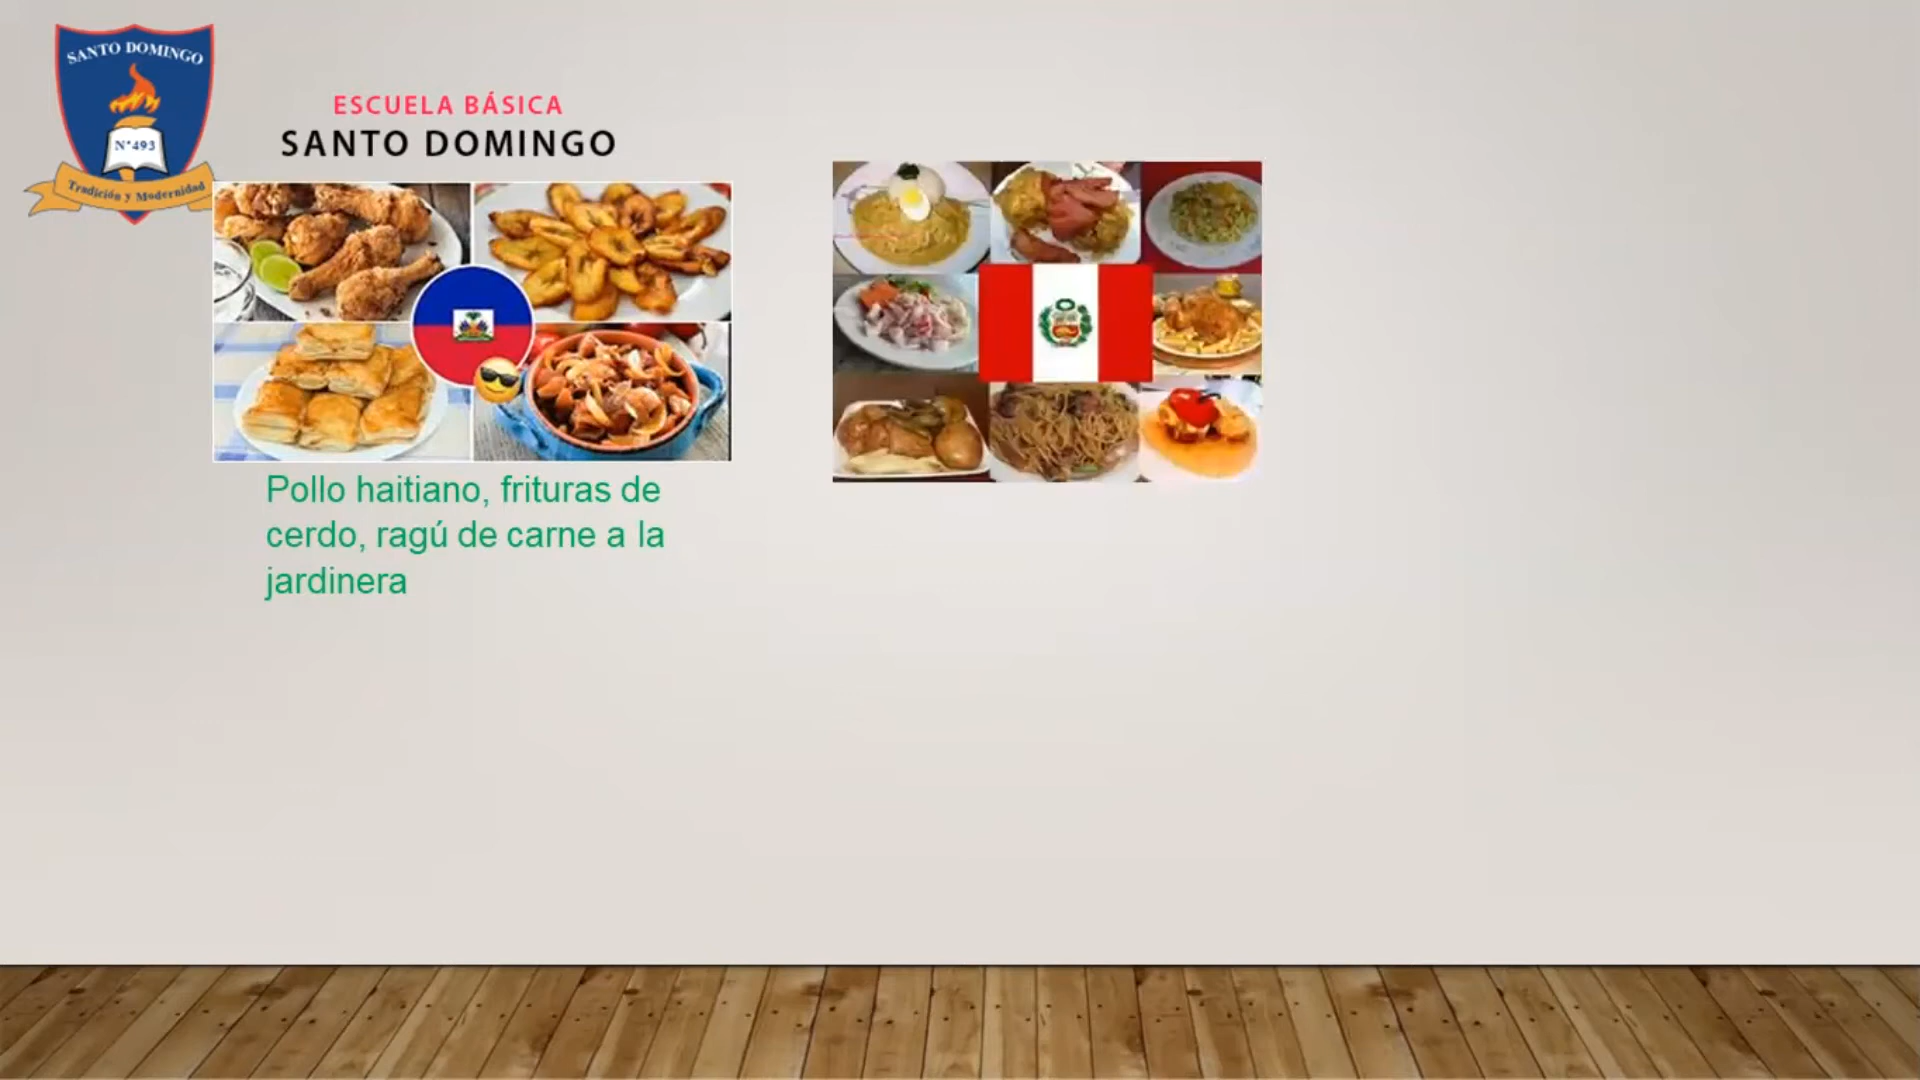 SANTO DOMINGO
N°493
Tradición y Modernidad
ESCUELA BÁSICA
SANTO DOMINGO
Pollo haitiano, frituras de
cerdo, ragú de carne a la
jardinera